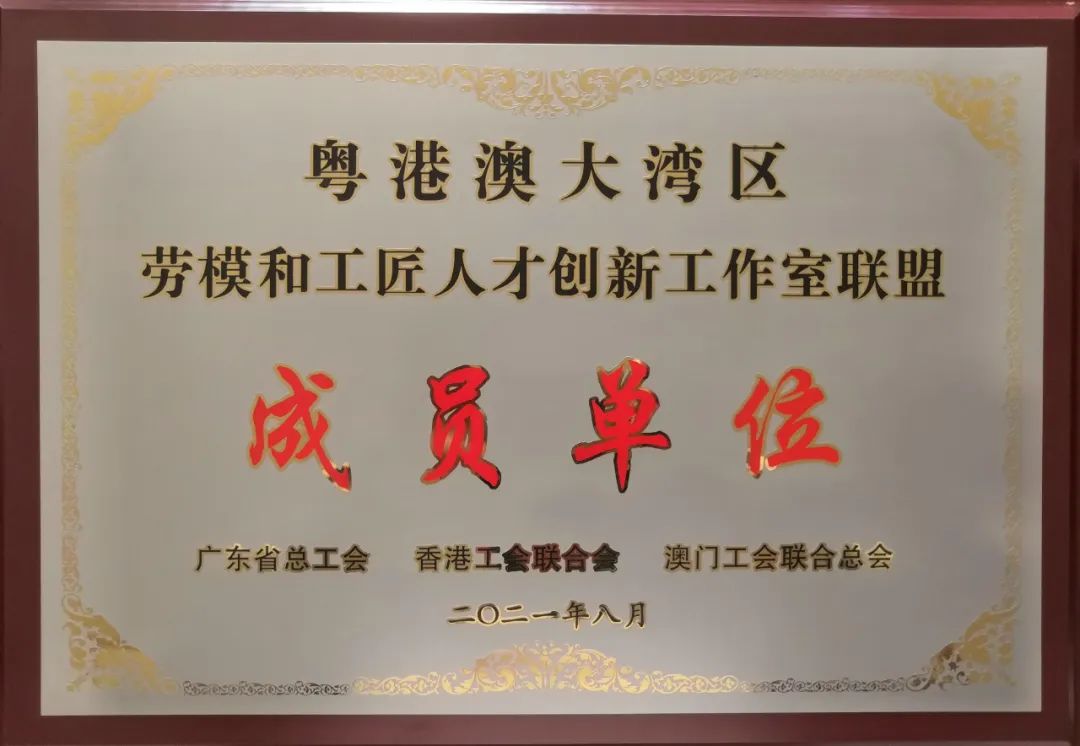 粤港澳大湾区
劳模和工匠人才创新工作室联盟
成员单位
广东省总工会 香港工会联合会 澳门工会联合总会
二〇二一年八月